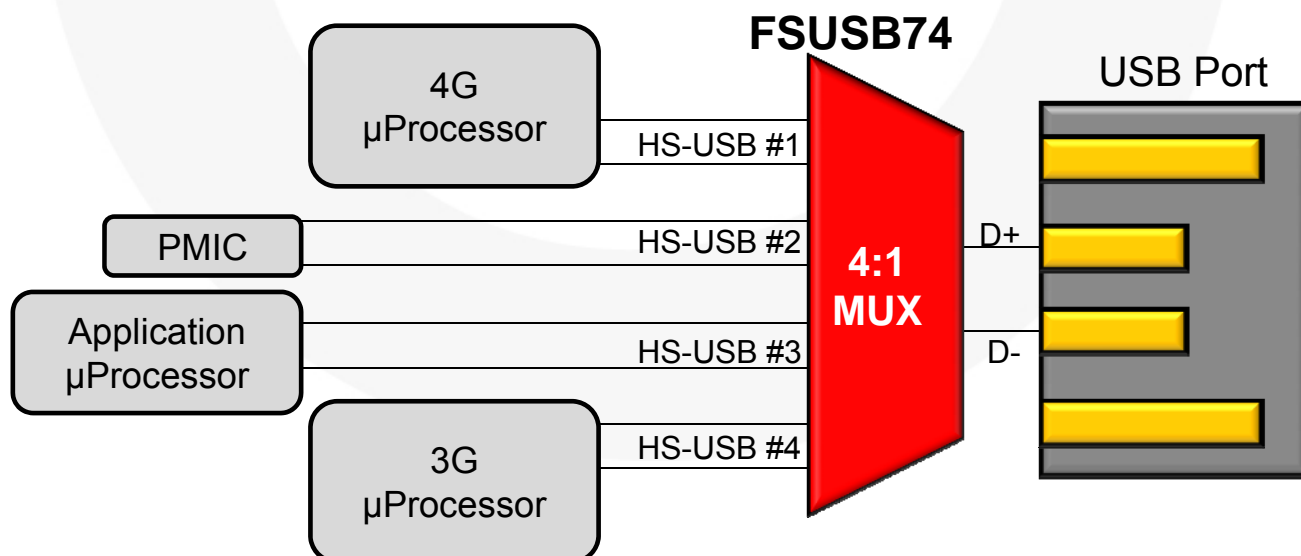 FSUSB74
USB Port
4G
µProcessor
HS-USB #1
PMIC
HS-USB #2
D+
4:1
MUX
Application
µProcessor
HS-USB #3
D-
3G
µProcessor
HS-USB #4